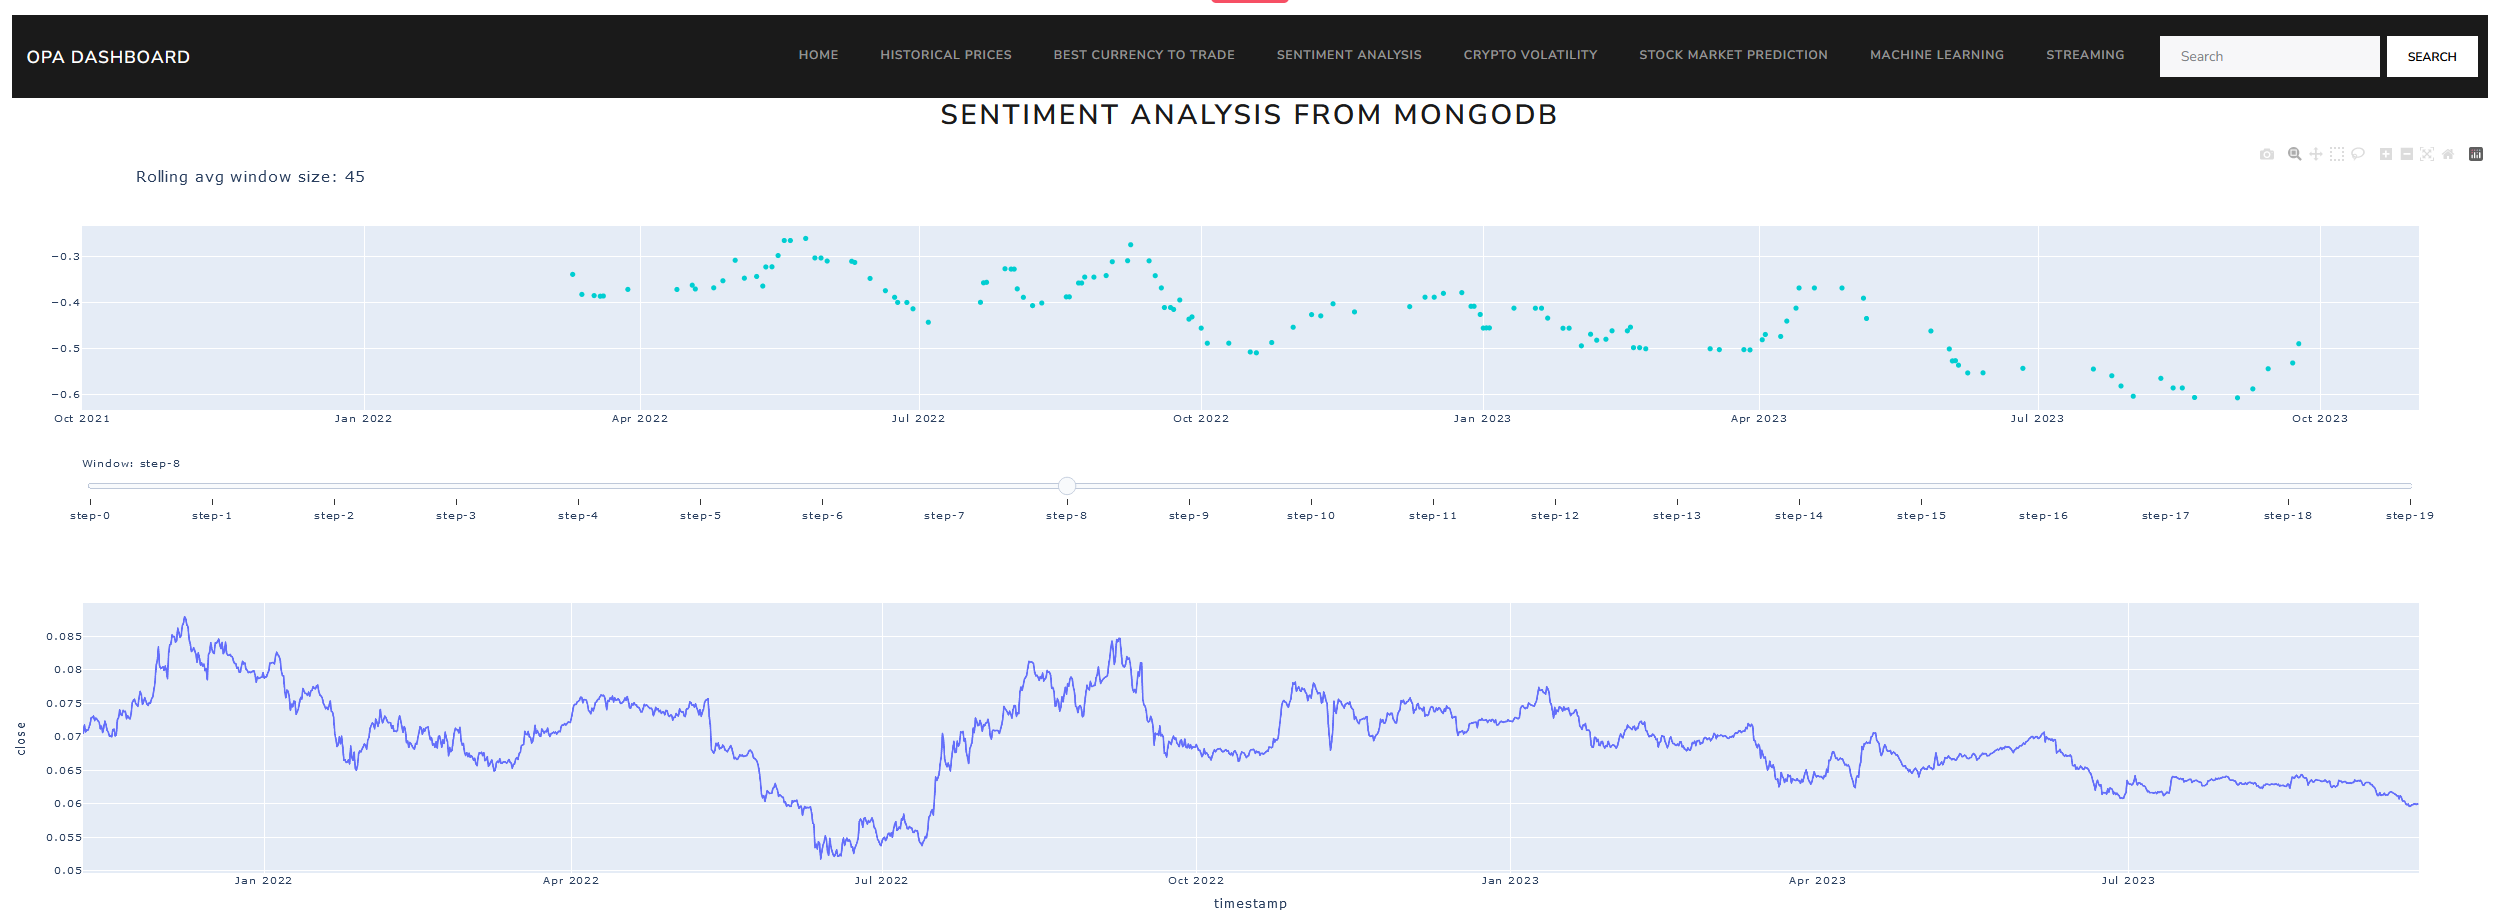 OPA DASHBOARD HOME HISTORICAL PRICES BEST CURRENCY TO TRADE SENTIMENT ANALYSIS CRYPTO VOLATILITY STOCK MARKET PREDICTION MACHINE LEARNING STREAMING Search SEARCH
SENTIMENT ANALYSIS FROM MONGODB
Rolling avg window size: 45
−0.3
−0.4
−0.5
−0.6
Oct 2021 Jan 2022 Apr 2022 Jul 2022 Oct 2022 Jan 2023 Apr 2023 Jul 2023 Oct 2023
Window: step-8
step-0 step-1 step-2 step-3 step-4 step-5 step-6 step-7 step-8 step-9 step-10 step-11 step-12 step-13 step-14 step-15 step-16 step-17 step-18 step-19
0.085
0.08
0.075
0.07
0.065
0.06
0.055
0.05
close
Jan 2022 Apr 2022 Jul 2022 Oct 2022 Jan 2023 Apr 2023 Jul 2023
timestamp